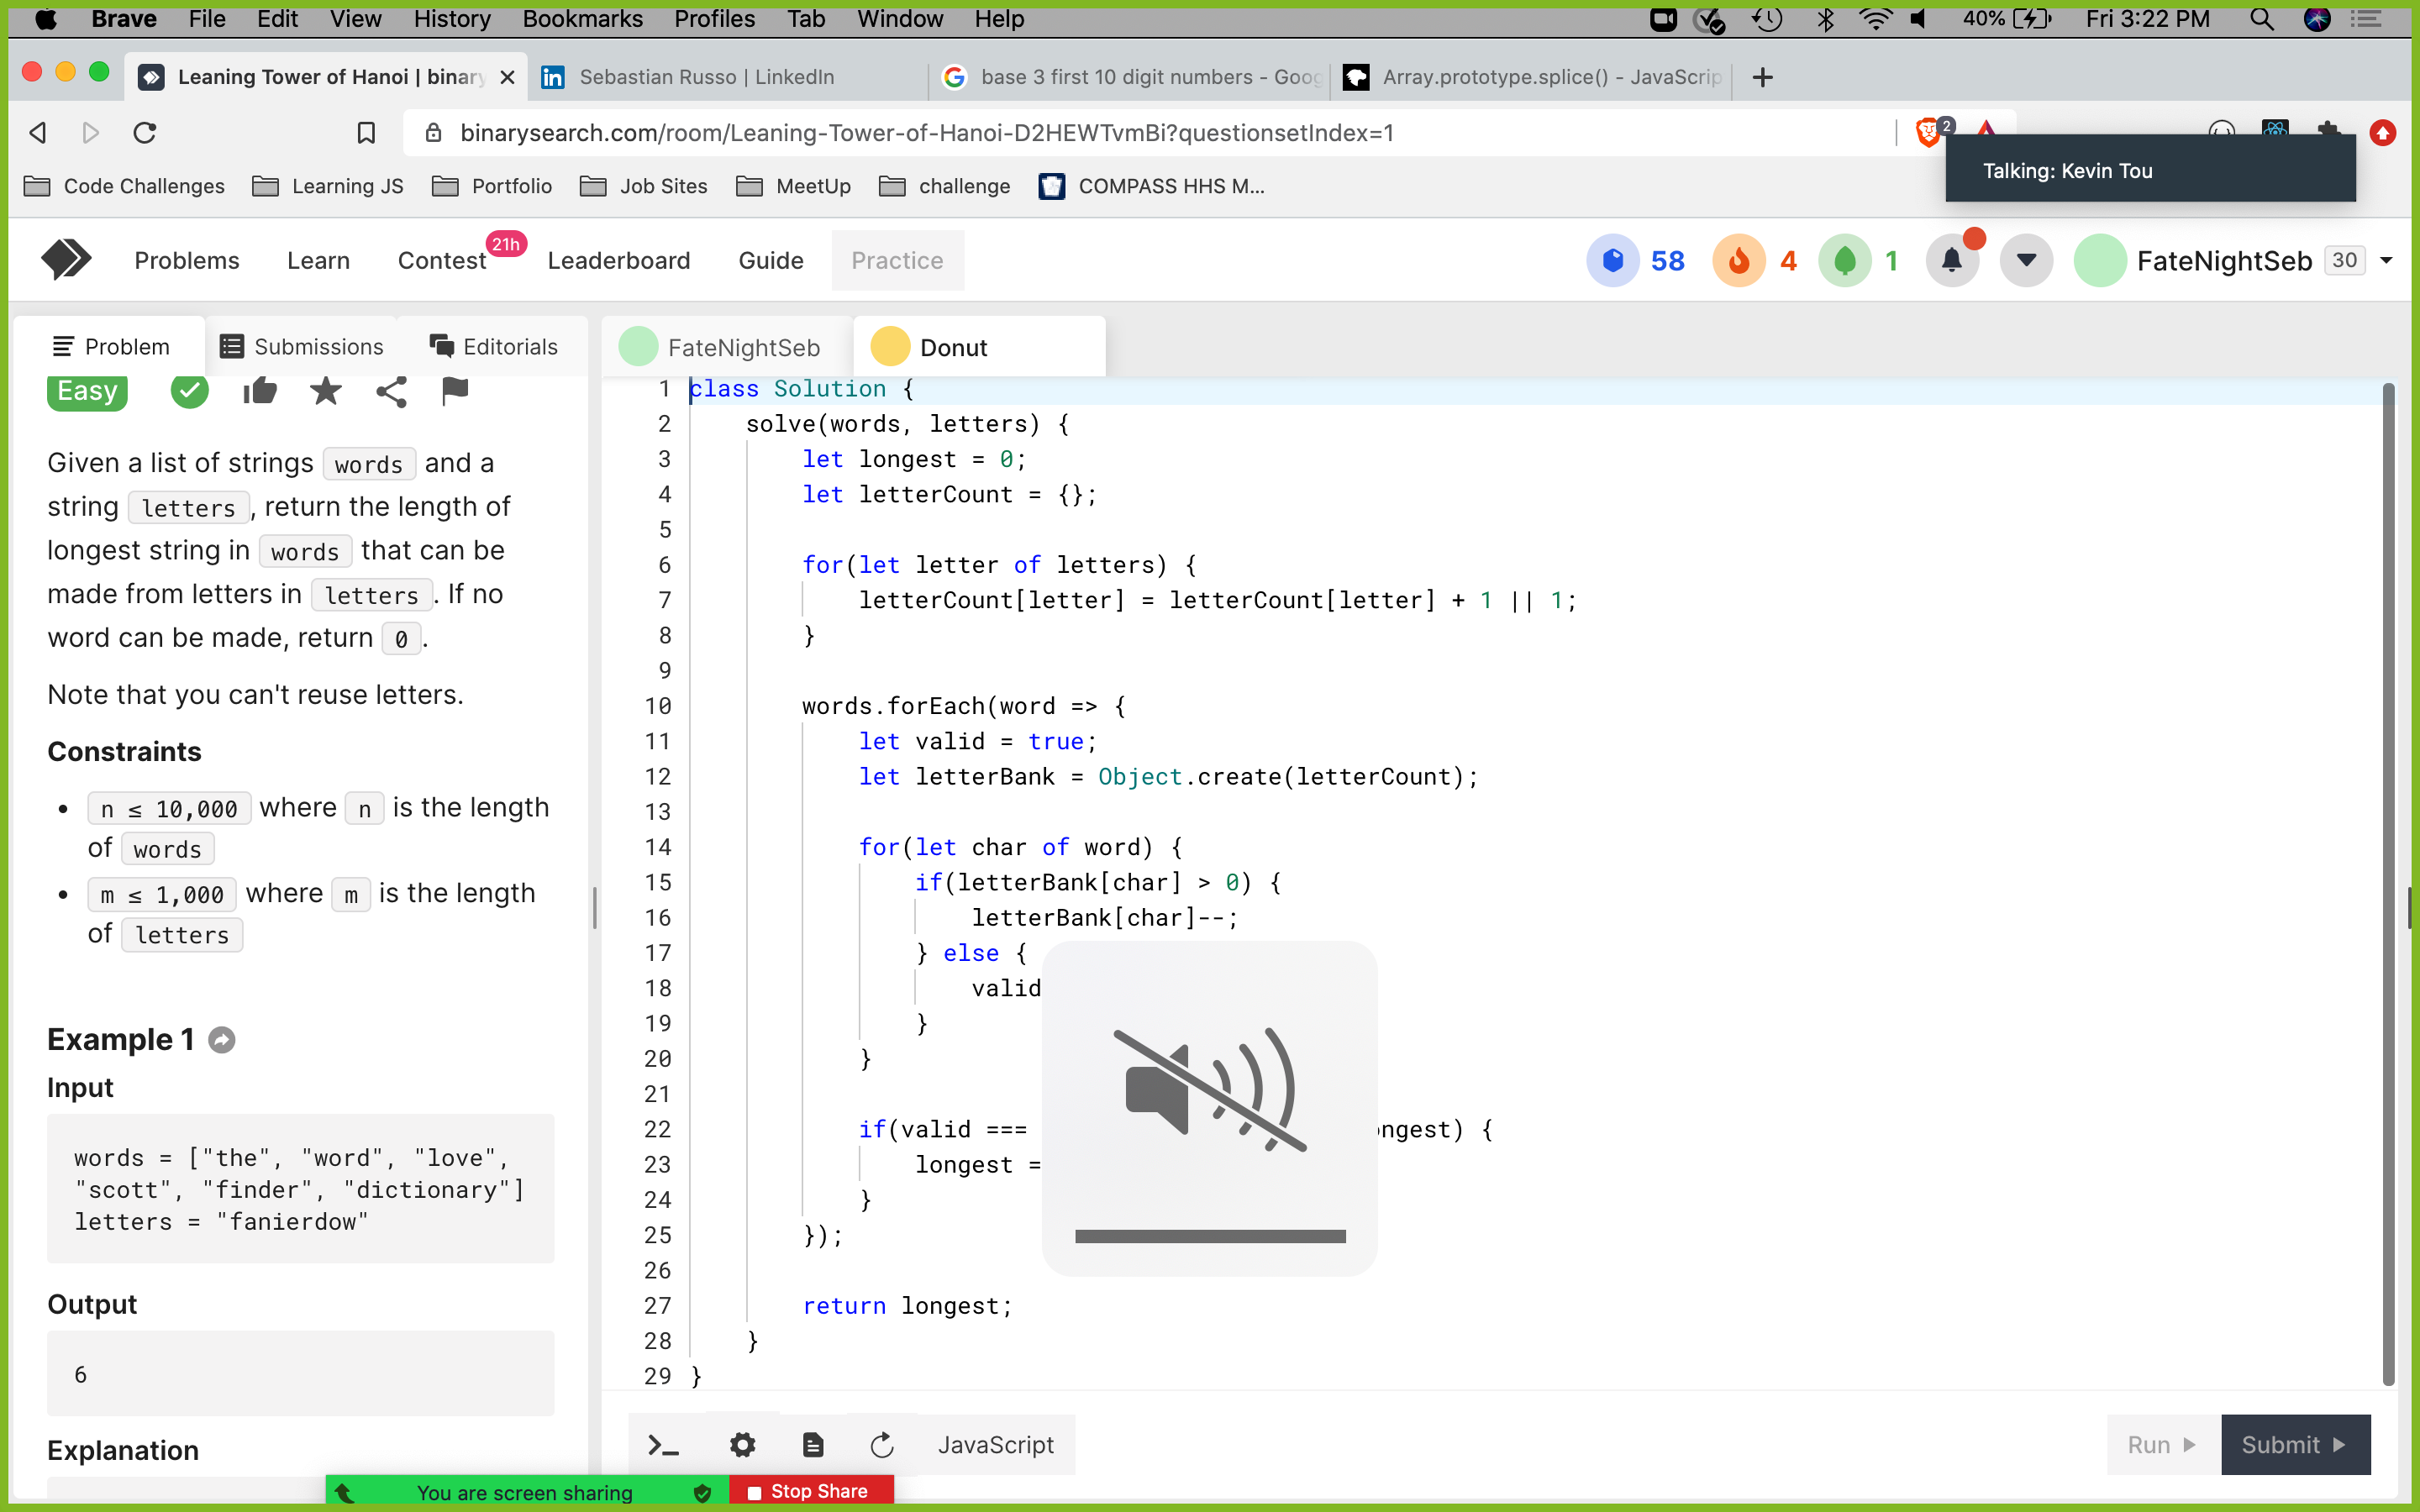 Brave File Edit View History Bookmarks Profiles Tab Window Help 40% Fri 3:22 PM
Leaning Tower of Hanoi | binary Sebastian Russo | LinkedIn base 3 first 10 digit numbers - Goog Array.prototype.splice() - JavaScrip
binarysearch.com/room/Leaning-Tower-of-Hanoi-D2HEWTvmBi?questionsetIndex=1 2
Talking: Kevin Tou
Code Challenges Learning JS Portfolio Job Sites MeetUp challenge COMPASS HHS M...
Problems Learn Contest 21h Leaderboard Guide Practice 58 4 1 FateNightSeb 30
Problem Submissions Editorials
Easy
Given a list of strings words and a
string letters, return the length of
longest string in words that can be
made from letters in letters. If no
word can be made, return 0.
Note that you can't reuse letters.
Constraints
• n ≤ 10,000 where n is the length
of words
• m ≤ 1,000 where m is the length
of letters
Example 1
Input
words = ["the", "word", "love",
"scott", "finder", "dictionary"]
letters = "fanierdow"
Output
6
Explanation
FateNightSeb Donut
1 class Solution {
2 solve(words, letters) {
3 let longest = 0;
4 let letterCount = {};
5
6 for(let letter of letters) {
7 letterCount[letter] = letterCount[letter] + 1 || 1;
8 }
9
10 words.forEach(word => {
11 let valid = true;
12 let letterBank = Object.create(letterCount);
13
14 for(let char of word) {
15 if(letterBank[char] > 0) {
16 letterBank[char]--;
17 } else {
18 valid
19 }
20 }
21
22 if(valid === ngest) {
23 longest =
24 }
25 });
26
27 return longest;
28 }
29 }
JavaScript Run Submit
You are screen sharing Stop Share